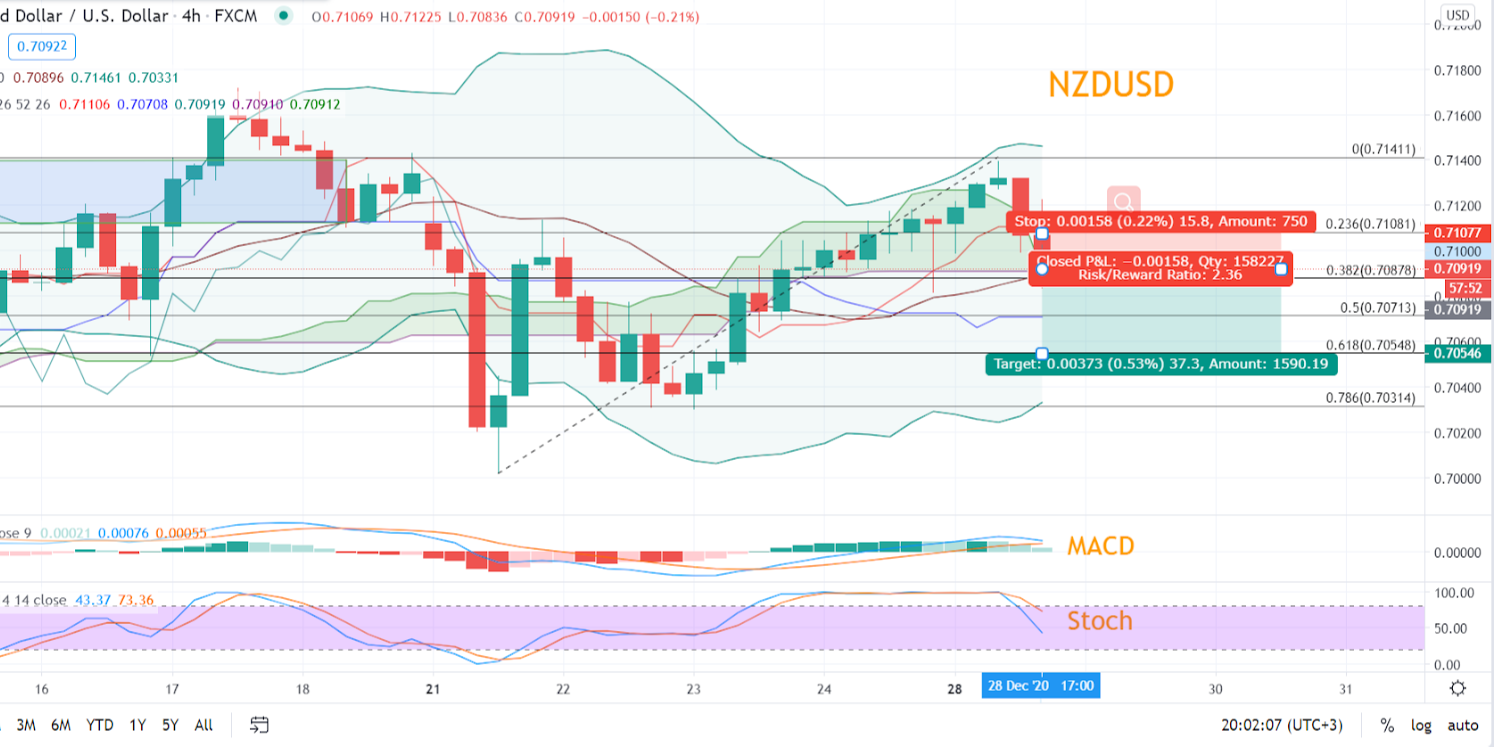 d Dollar / U.S. Dollar · 4h · FXCM O0.71069 H0.71225 L0.70836 C0.70919 −0.00150 (−0.21%)
USD
0.72000
0.70922
0.71800
NZDUSD
0 0.70896 0.71461 0.70331
26 52 26 0.71106 0.70708 0.70919 0.70910 0.70912
0.71600
0(0.71411)
0.71400
0.71200
Stop: 0.00158 (0.22%) 15.8, Amount: 750
0.236(0.71081)
0.71077
0.71000
Closed P&L: −0.00158, Qty: 158227
Risk/Reward Ratio: 2.36
0.382(0.70878)
0.70919
57:52
0.70919
0.5(0.70713)
0.618(0.70548)
0.70546
Target: 0.00373 (0.53%) 37.3, Amount: 1590.19
0.70400
0.786(0.70314)
0.70200
0.70000
ose 9 0.00021 0.00076 0.00055
MACD
0.00000
4 14 close 43.37 73.36
100.00
Stoch
50.00
0.00
16 17 18 21 22 23 24 28 28 Dec '20 17:00 30 31
3M 6M YTD 1Y 5Y All 20:02:07 (UTC+3) % log auto